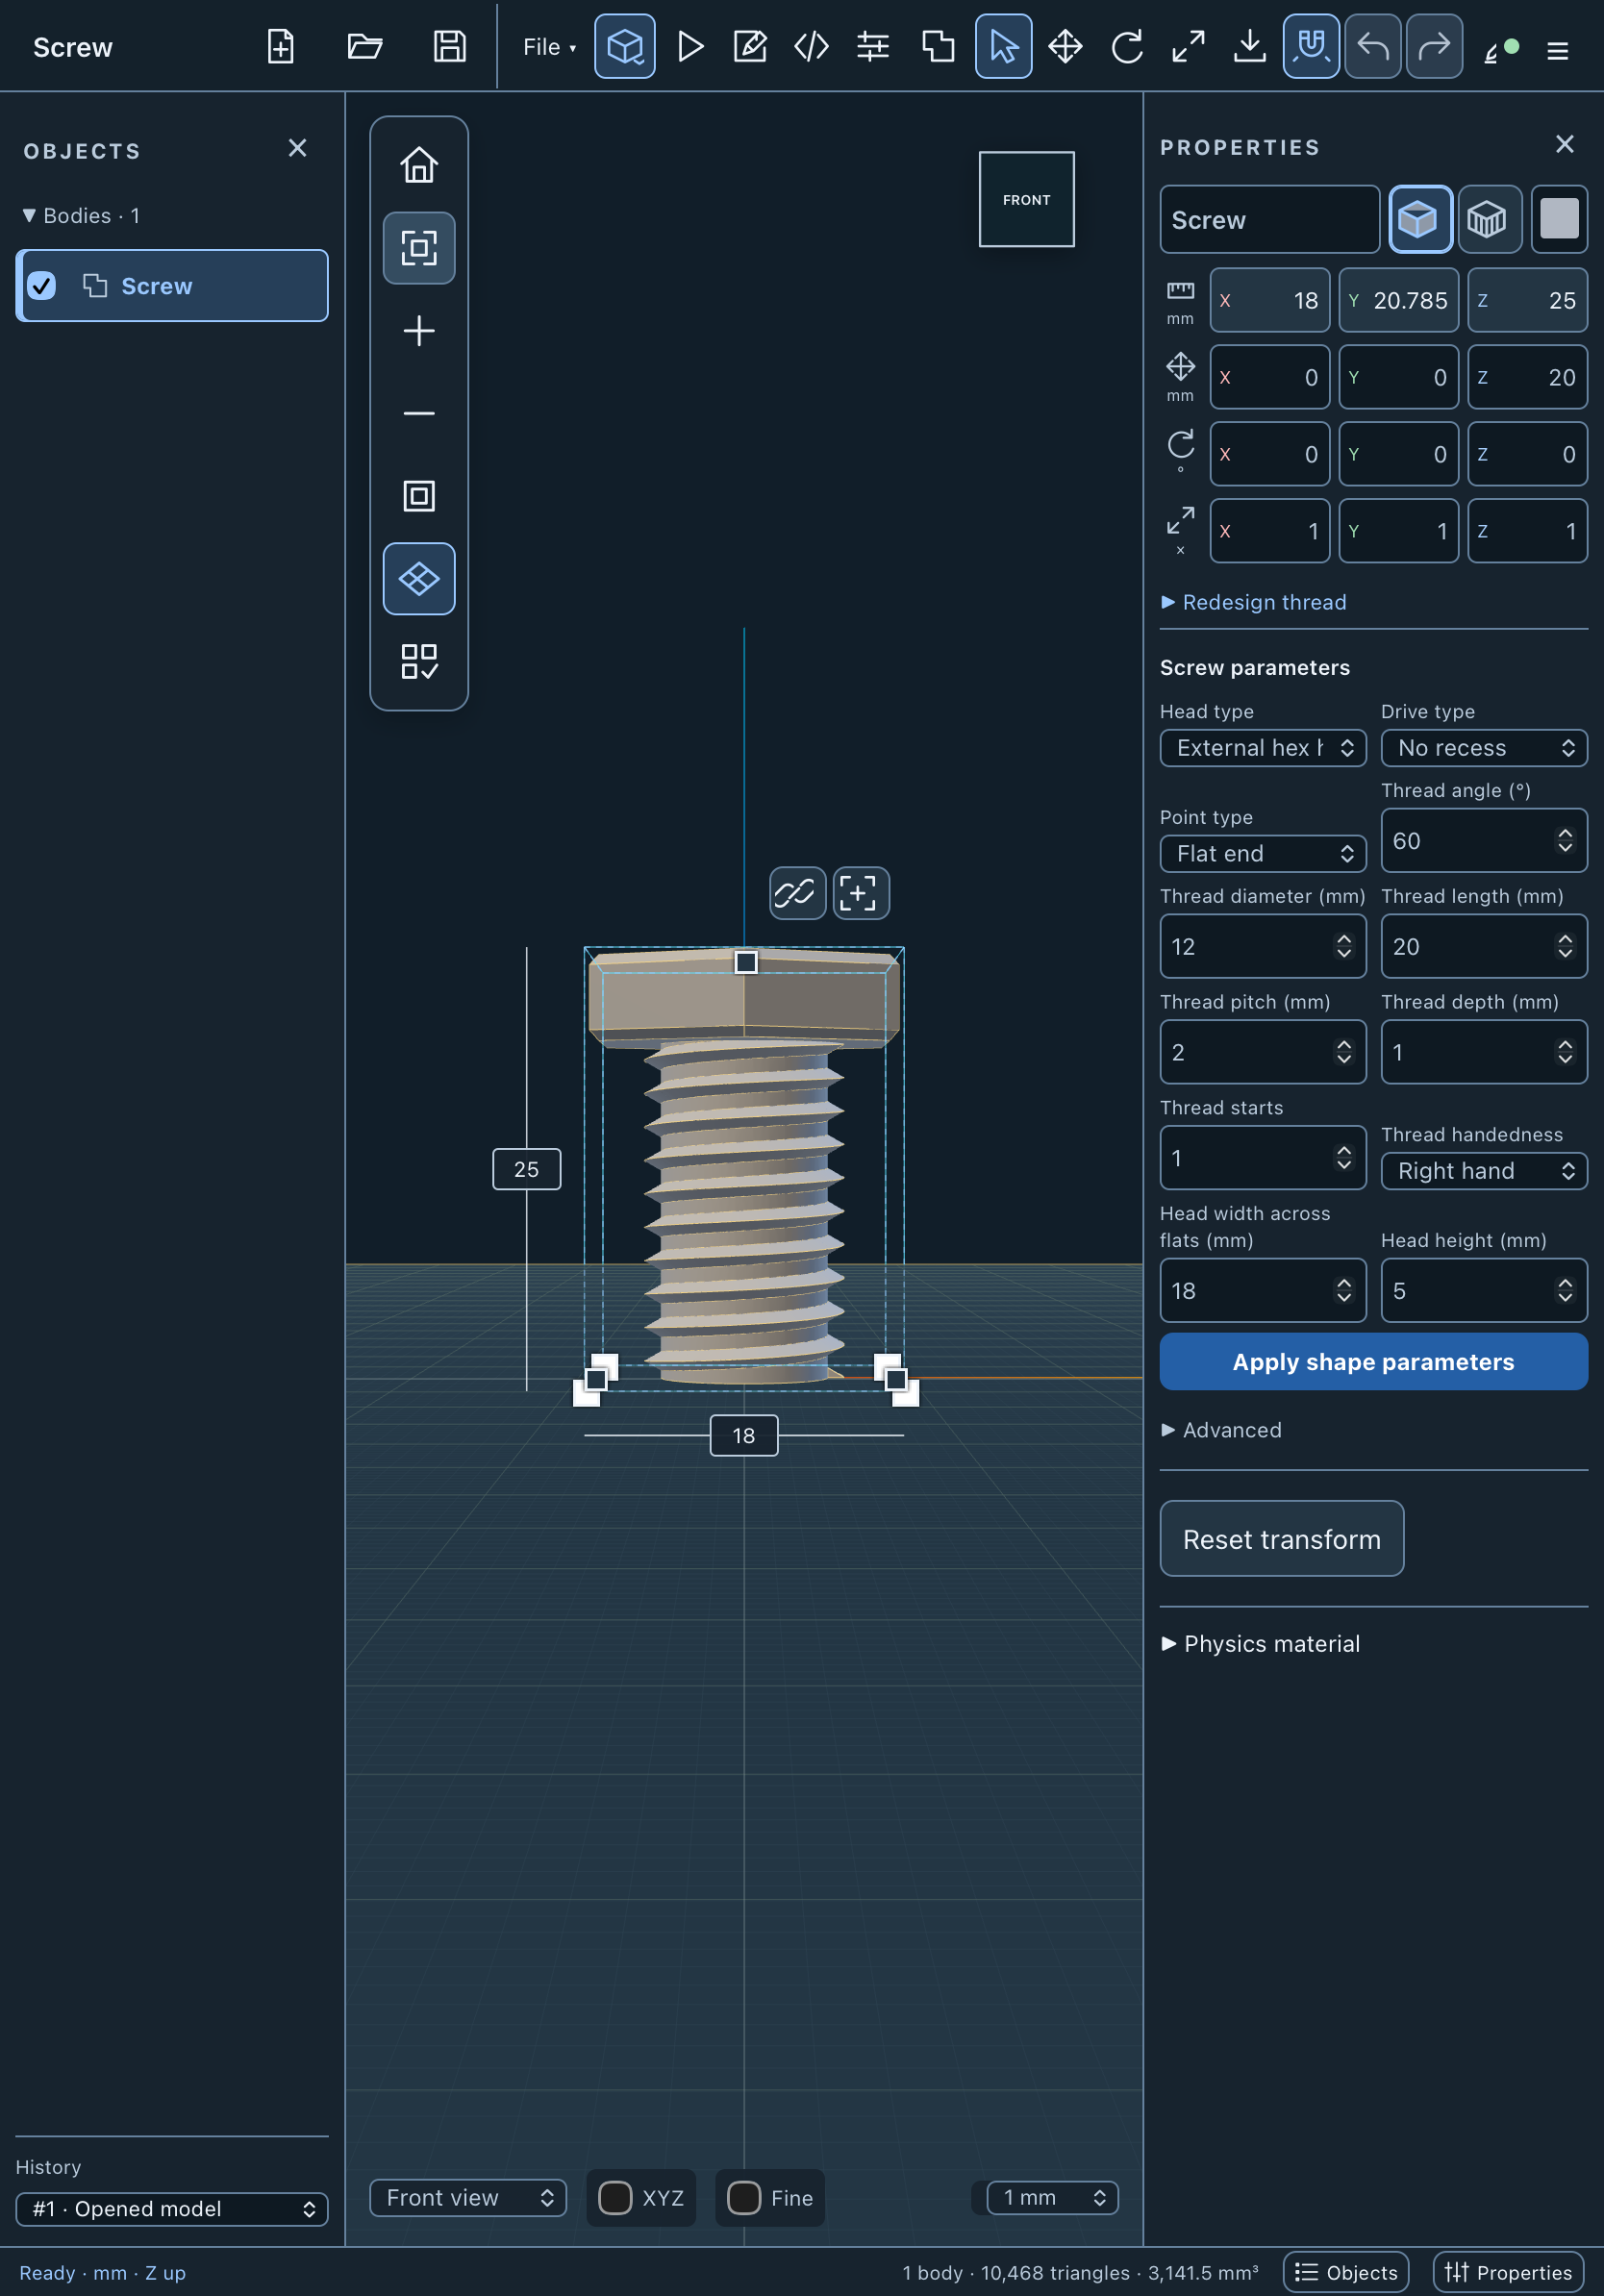 Screw
File
OBJECTS
Bodies · 1
Screw
FRONT
25
18
PROPERTIES
Screw
mm
X 18 Y 20.785 Z 25
mm
X 0 Y 0 Z 20
°
X 0 Y 0 Z 0
×
X 1 Y 1 Z 1
Redesign thread
Screw parameters
Head type Drive type
External hex No recess
Thread angle (°)
Point type
60
Flat end
Thread diameter (mm) Thread length (mm)
12 20
Thread pitch (mm) Thread depth (mm)
2 1
Thread starts
Thread handedness
1
Right hand
Head width across
flats (mm) Head height (mm)
18 5
Apply shape parameters
Advanced
Reset transform
Physics material
History
#1 · Opened model
Front view XYZ Fine 1 mm
Ready · mm · Z up
1 body · 10,468 triangles · 3,141.5 mm³ Objects Properties